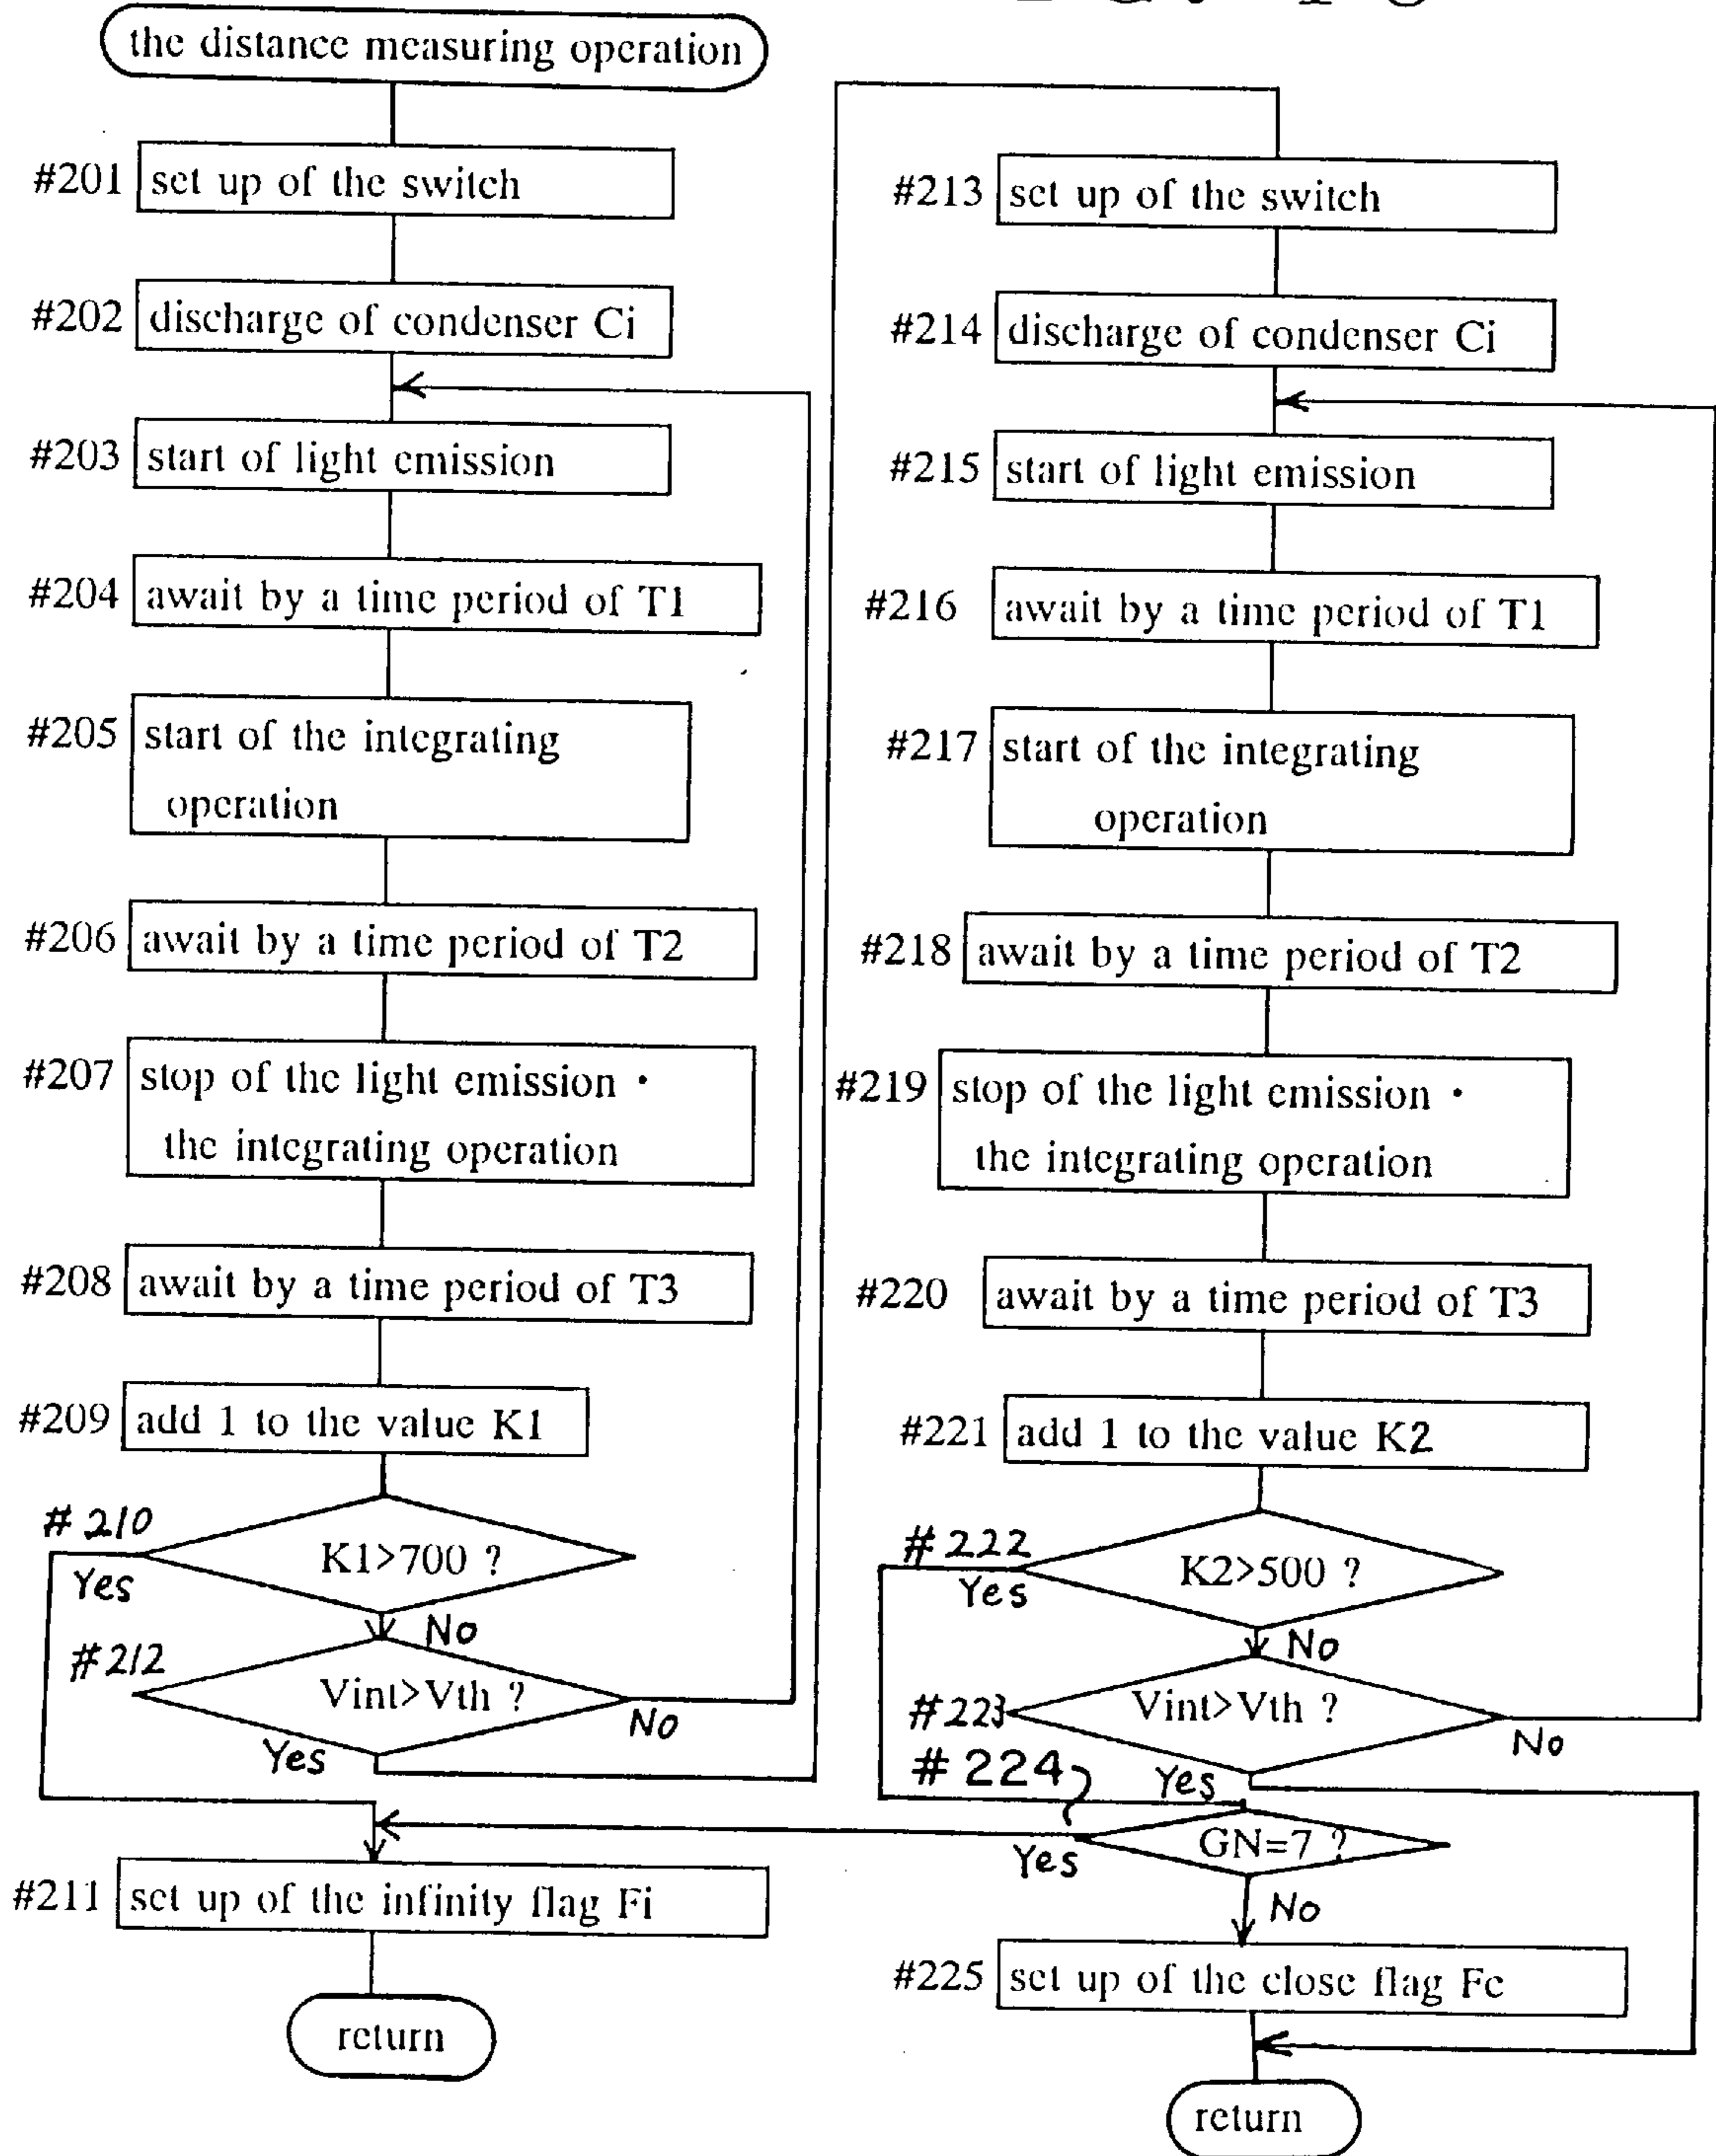 the distance measuring operation
#201 set up of the switch
#202 discharge of condenser Ci
#203 start of light emission
#204 await by a time period of T1
#205 start of the integrating
operation
#206 await by a time period of T2
#207 stop of the light emission ·
the integrating operation
#208 await by a time period of T3
#209 add 1 to the value K1
#210
K1>700 ?
Yes
No
#212
Vint>Vth ?
No
Yes
#211 set up of the infinity flag Fi
return
#213 set up of the switch
#214 discharge of condenser Ci
#215 start of light emission
#216 await by a time period of T1
#217 start of the integrating
operation
#218 await by a time period of T2
#219 stop of the light emission ·
the integrating operation
#220 await by a time period of T3
#221 add 1 to the value K2
#222
K2>500 ?
Yes
No
#223
Vint>Vth ?
No
Yes
#224
GN=7 ?
Yes
No
#225 set up of the close flag Fc
return